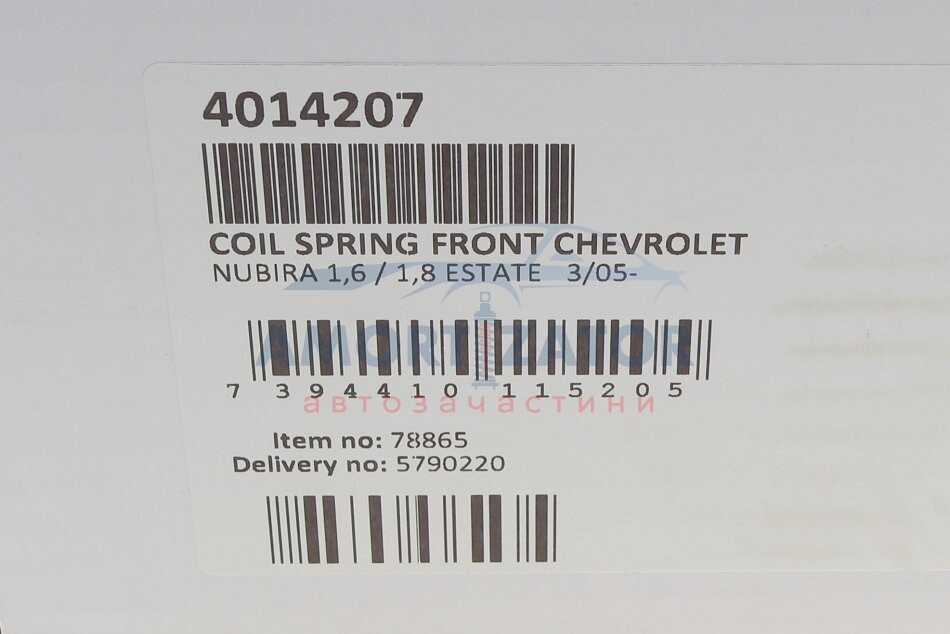 4014207
COIL SPRING FRONT CHEVROLET
NUBIRA 1,6 / 1,8 ESTATE 3/05-
AMORTIZATOR
7 394410 115205
автозачастини
Item no: 78865
Delivery no: 5790220